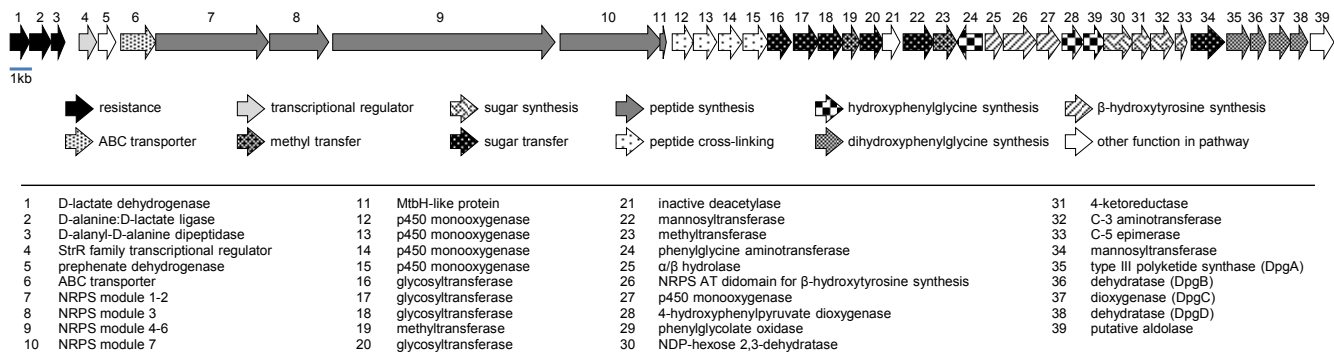 1 2 3 4 5 6 7 8 9 10 11 12 13 14 15 16 17 18 19 20 21 22 23 24 25 26 27 28 39 30 31 32 33 34 35 36 37 38 39
1kb
resistance transcriptional regulator sugar synthesis peptide synthesis hydroxyphenylglycine synthesis β-hydroxytyrosine synthesis
ABC transporter methyl transfer sugar transfer peptide cross-linking dihydroxyphenylglycine synthesis other function in pathway
1 D-lactate dehydrogenase
2 D-alanine:D-lactate ligase
3 D-alanyl-D-alanine dipeptidase
4 StrR family transcriptional regulator
5 prephenate dehydrogenase
6 ABC transporter
7 NRPS module 1-2
8 NRPS module 3
9 NRPS module 4-6
10 NRPS module 7
11 MtbH-like protein
12 p450 monooxygenase
13 p450 monooxygenase
14 p450 monooxygenase
15 p450 monooxygenase
16 glycosyltransferase
17 glycosyltransferase
18 glycosyltransferase
19 methyltransferase
20 glycosyltransferase
21 inactive deacetylase
22 mannosyltransferase
23 methyltransferase
24 phenylglycine aminotransferase
25 α/β hydrolase
26 NRPS AT didomain for β-hydroxytyrosine synthesis
27 p450 monooxygenase
28 4-hydroxyphenylpyruvate dioxygenase
29 phenylglycolate oxidase
30 NDP-hexose 2,3-dehydratase
31 4-ketoreductase
32 C-3 aminotransferase
33 C-5 epimerase
34 mannosyltransferase
35 type III polyketide synthase (DpgA)
36 dehydratase (DpgB)
37 dioxygenase (DpgC)
38 dehydratase (DpgD)
39 putative aldolase